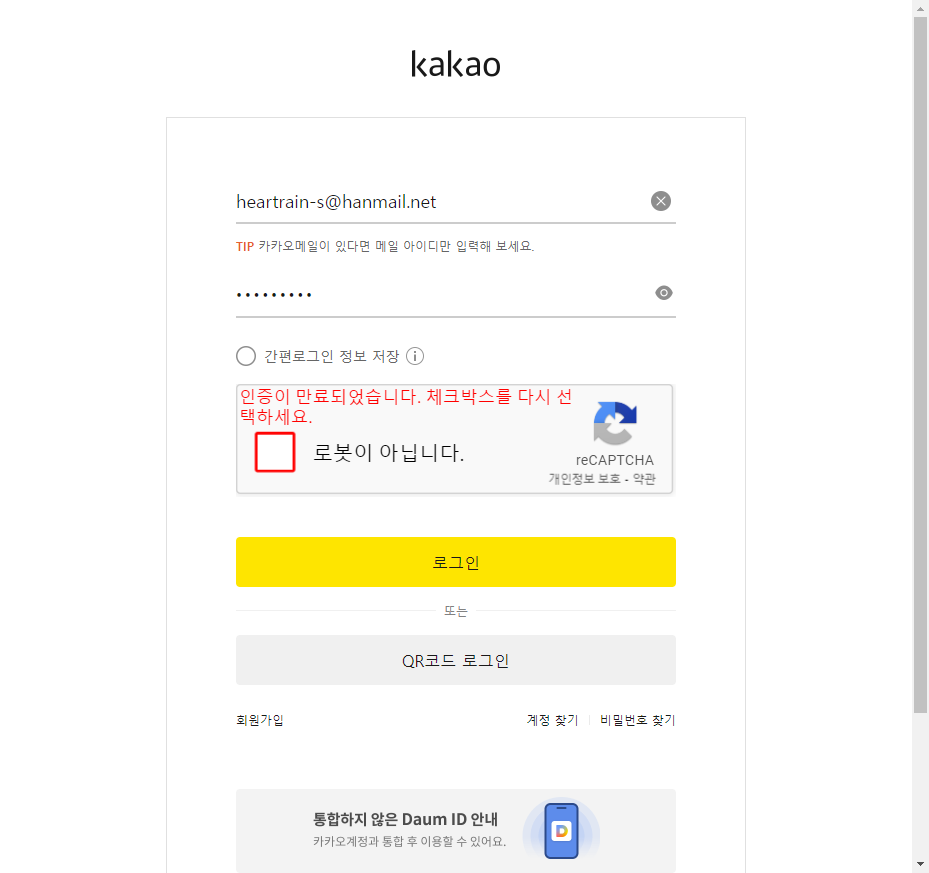 kakao
heartrain-s@hanmail.net
TIP 카카오메일이 있다면 메일 아이디만 입력해 보세요.
•••••••••
간편로그인 정보 저장
인증이 만료되었습니다. 체크박스를 다시 선
택하세요.
로봇이 아닙니다.
reCAPTCHA
개인정보 보호 - 약관
로그인
또는
QR코드 로그인
회원가입
계정 찾기 | 비밀번호 찾기
통합하지 않은 Daum ID 안내
카카오계정과 통합 후 이용할 수 있어요.
D